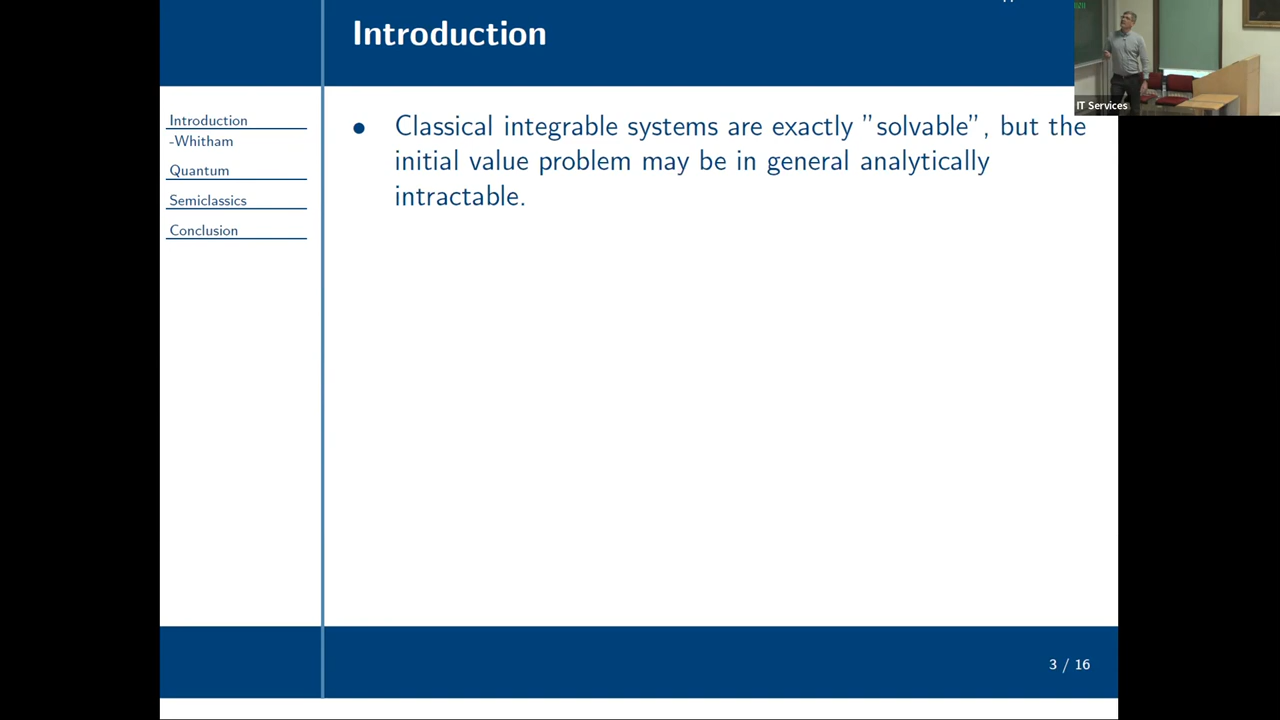 Introduction
IT Services
Introduction
-Whitham
Quantum
Semiclassics
Conclusion
• Classical integrable systems are exactly ”solvable”, but the
initial value problem may be in general analytically
intractable.
3 / 16